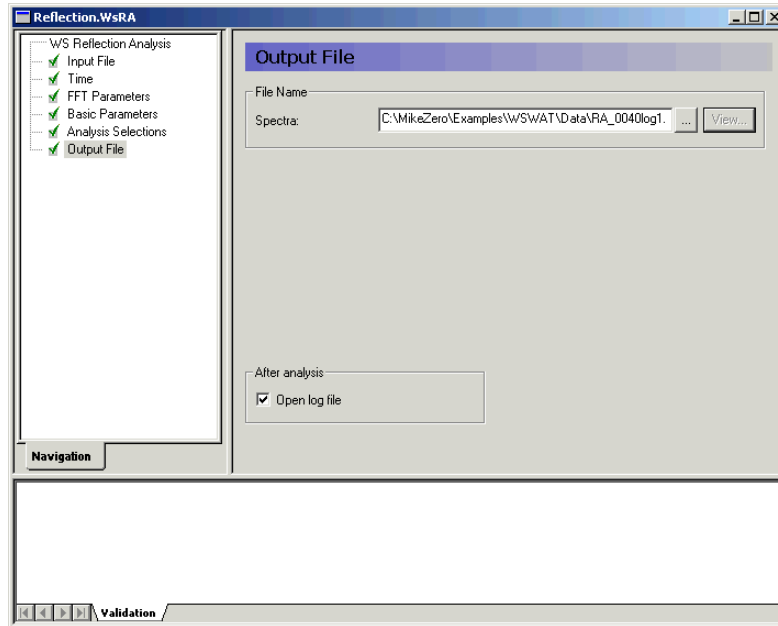 Reflection.WsRA
WS Reflection Analysis
Input File
Time
FFT Parameters
Basic Parameters
Analysis Selections
Output File
Navigation
Output File
File Name
Spectra:
C:\MikeZero\Examples\WSWAT\Data\RA_0040log1.
...
View...
After analysis
Open log file
Validation